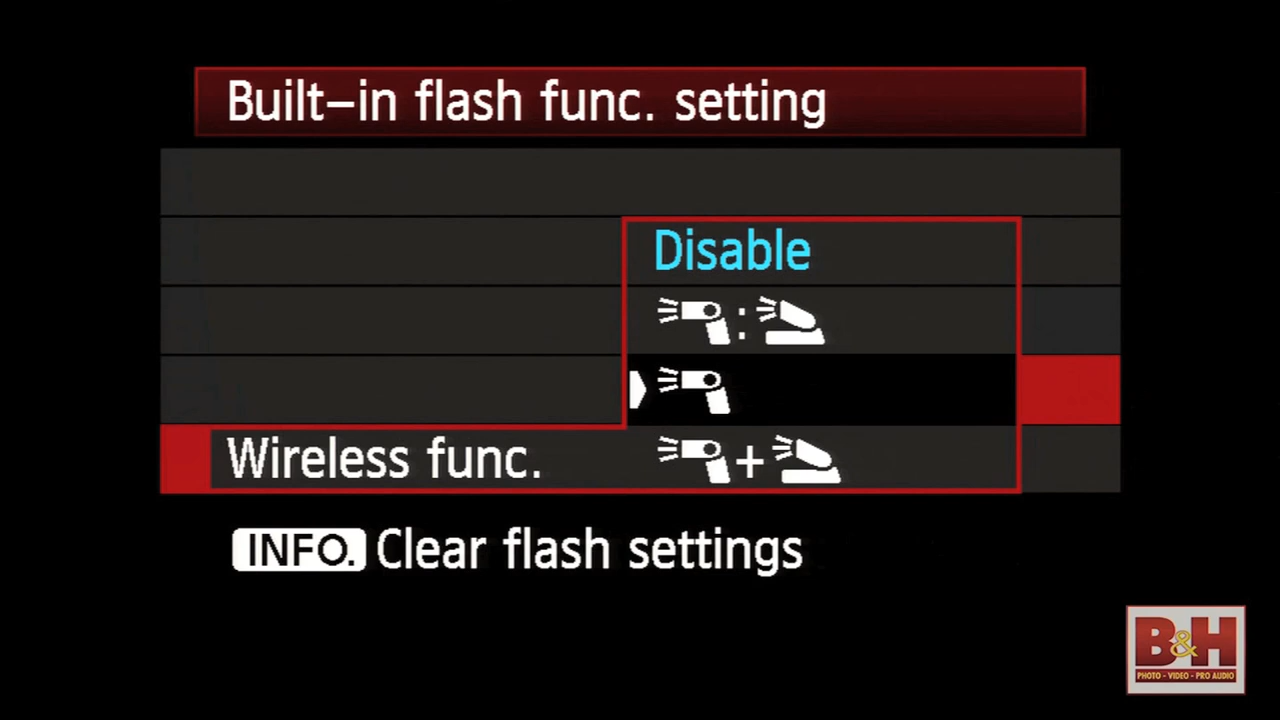 Built-in flash func. setting
Disable
:
Wireless func.
+
INFO. Clear flash settings
B&H
PHOTO - VIDEO - PRO AUDIO